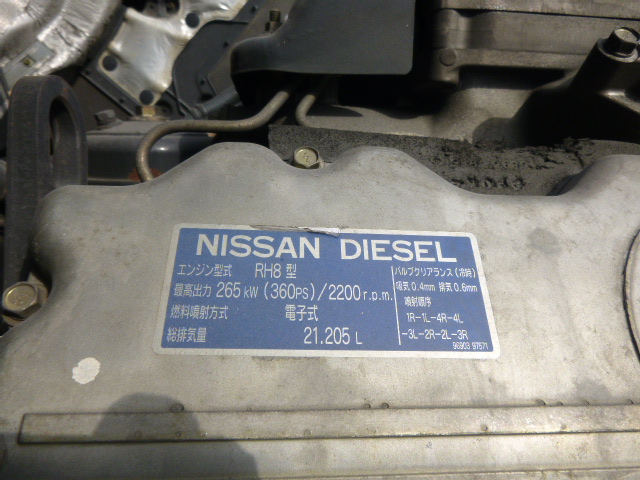 NISSAN DIESEL
エンジン型式 RH8 型
最高出力 265 kW (360PS)/2200 r.p.m.
燃料噴射方式 電子式
総排気量 21.205 L
バルブクリアランス (冷時)
吸気 0.4mm 排気 0.6mm
噴射順序
1R-1L-4R-4L
-3L-2R-2L-3R
96903 97571